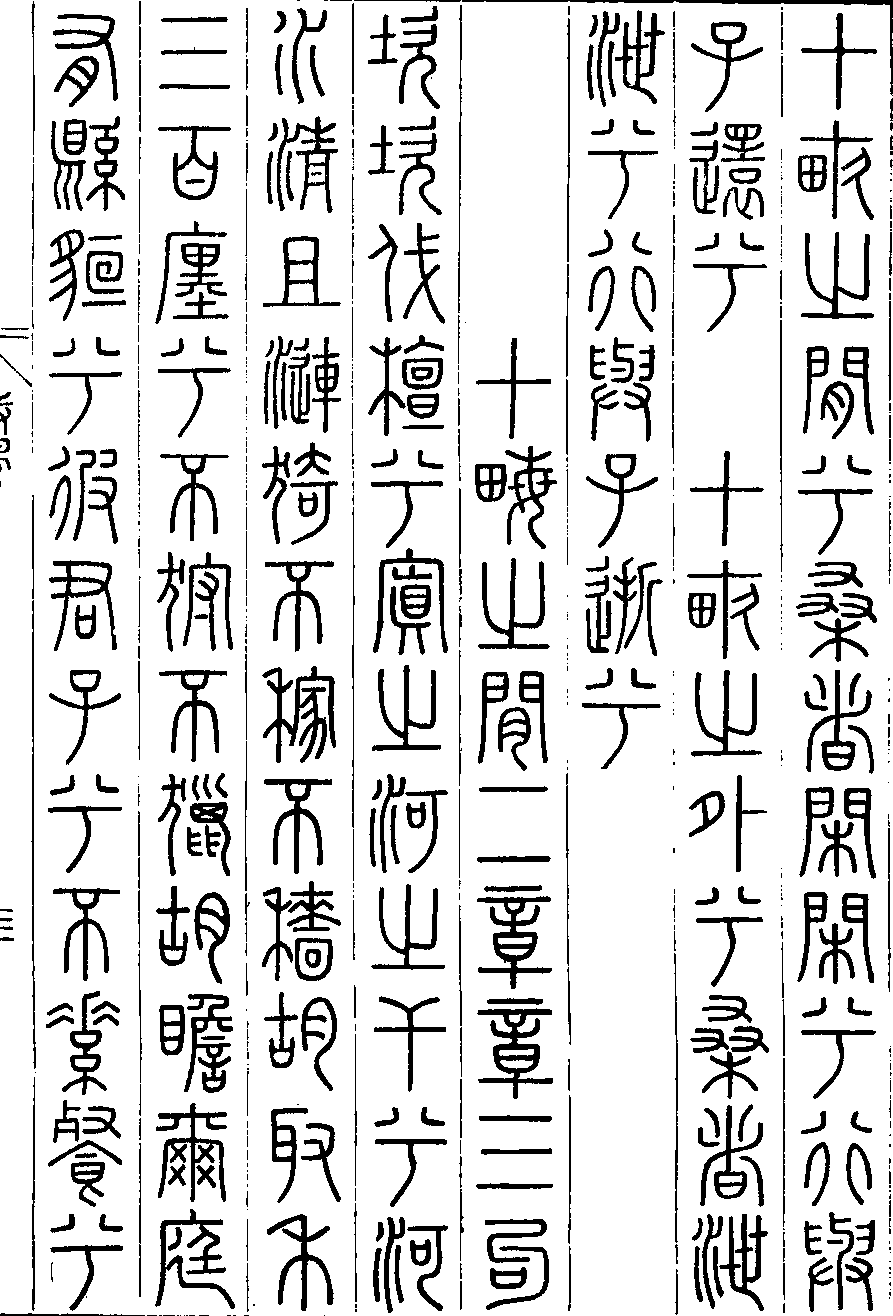 十畝之閒兮桑者閑閑兮行與
子還兮　十畝之外兮桑者泄
泄兮行與子逝兮
十畮之閒二章章三句
坎坎伐檀兮寘之河之干兮河
水清且漣猗不稼不穡胡取禾
三百廛兮不狩不獵胡瞻爾庭
有縣貆兮彼君子兮不素餐兮